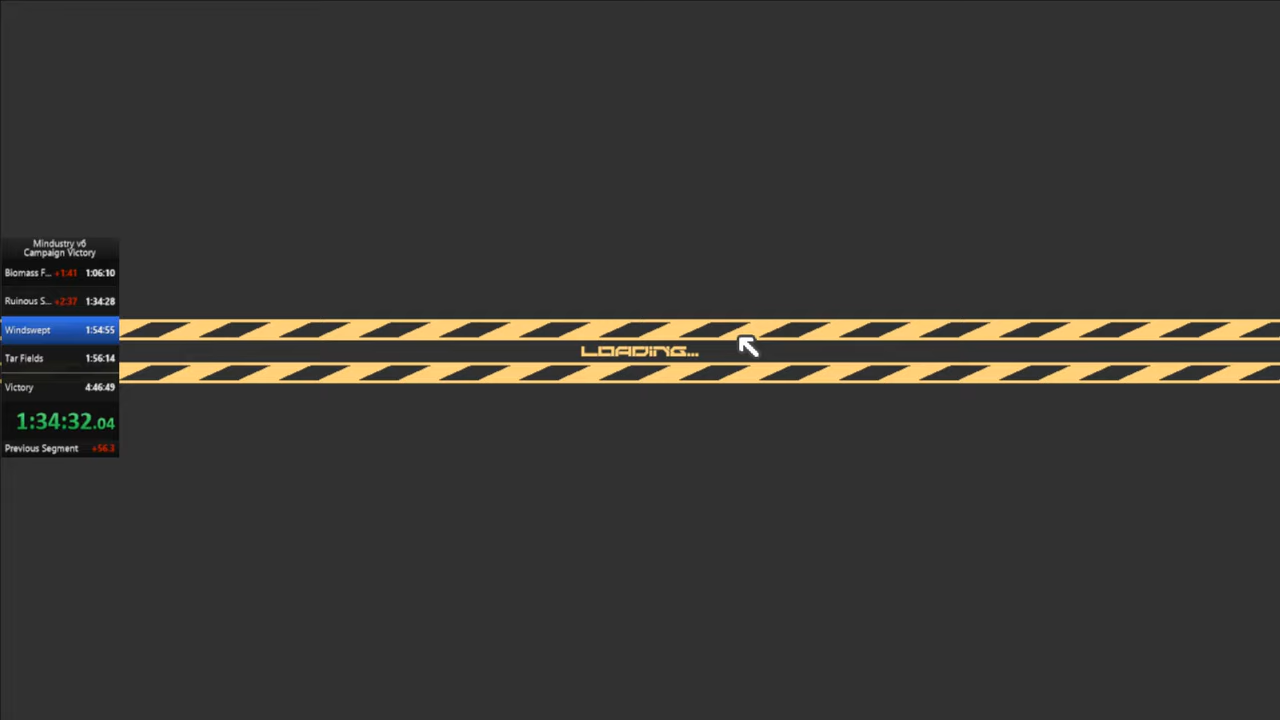 Mindustry v6
Campaign Victory
Biomass F... +1:41 1:06:10
Ruinous S... +2:37 1:34:28
Windswept 1:54:55
Tar Fields 1:56:14
Victory 4:46:49
1:34:32.04
Previous Segment +56.3
LOADING...